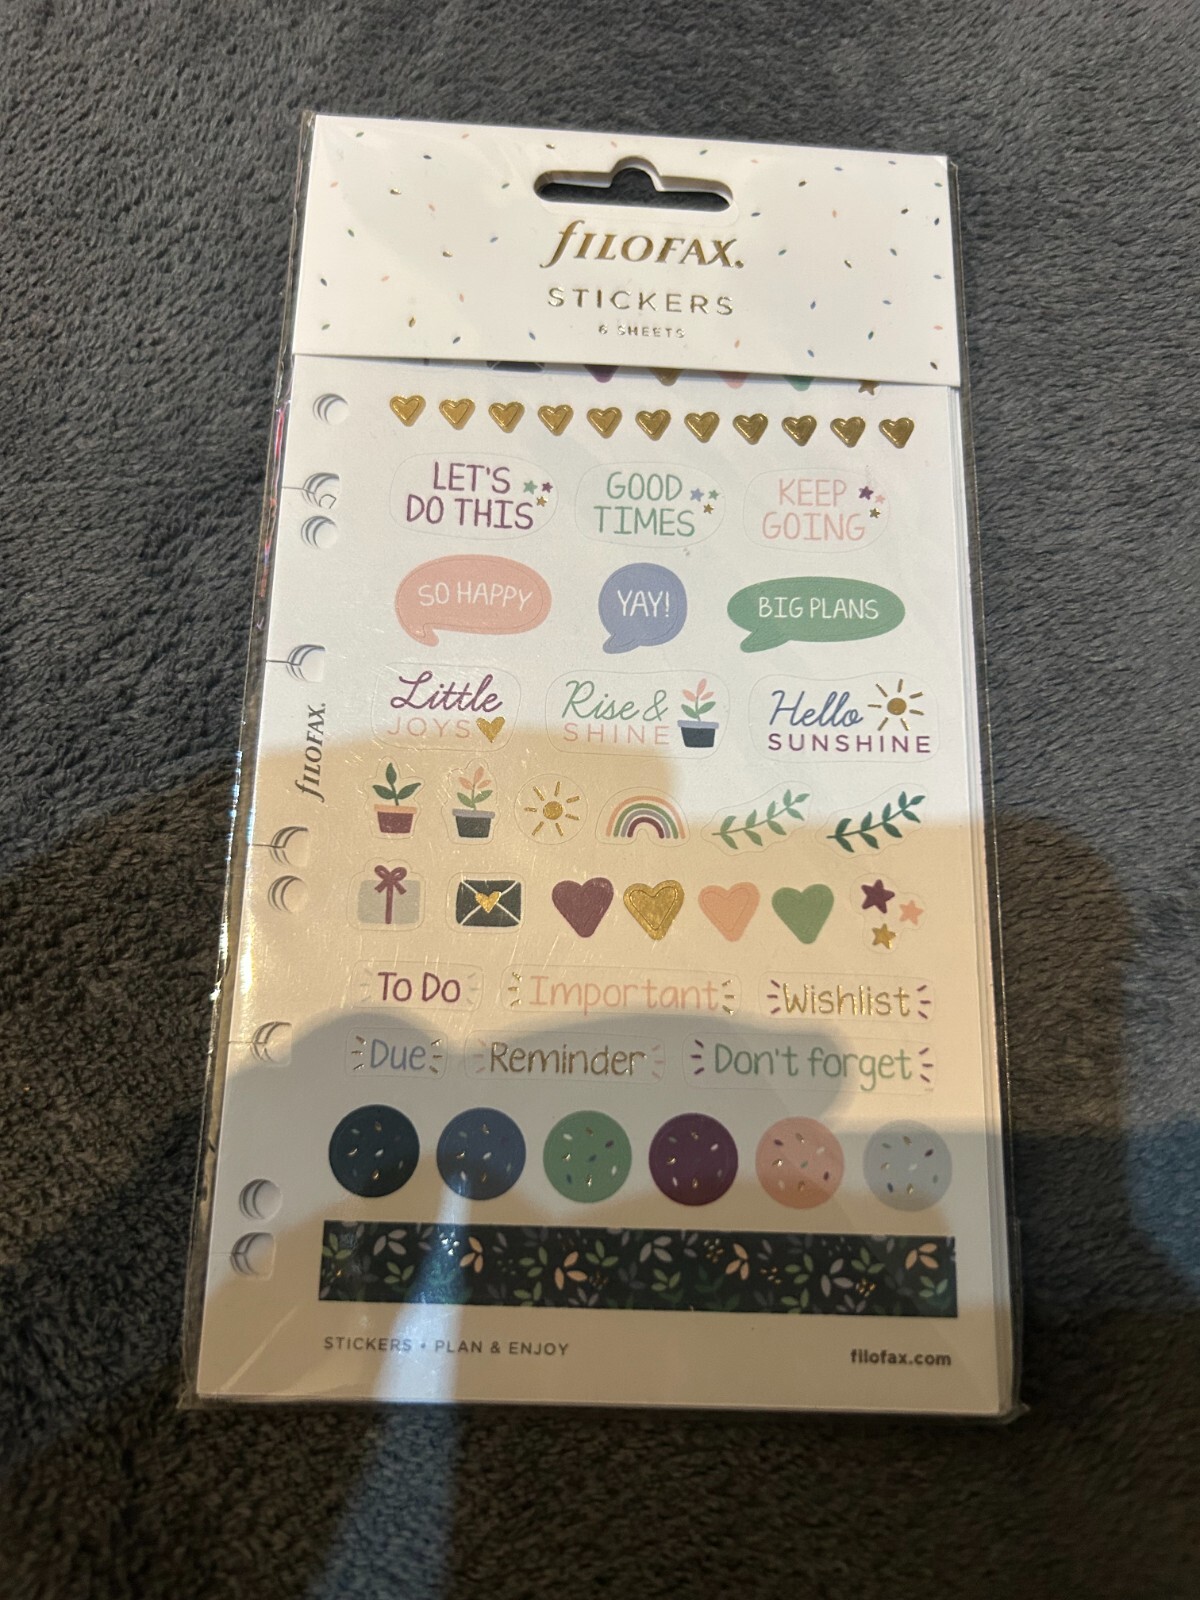 fILOFAX.
STICKERS
6 SHEETS
LET'S
DO THIS
GOOD
TIMES
KEEP
GOING
SO HAPPY
YAY!
BIG PLANS
Little
JOYS
Rise &
SHINE
Hello
SUNSHINE
fILOFAX.
To Do
Important
Wishlist
Due
Reminder
Don't forget
STICKERS • PLAN & ENJOY
filofax.com